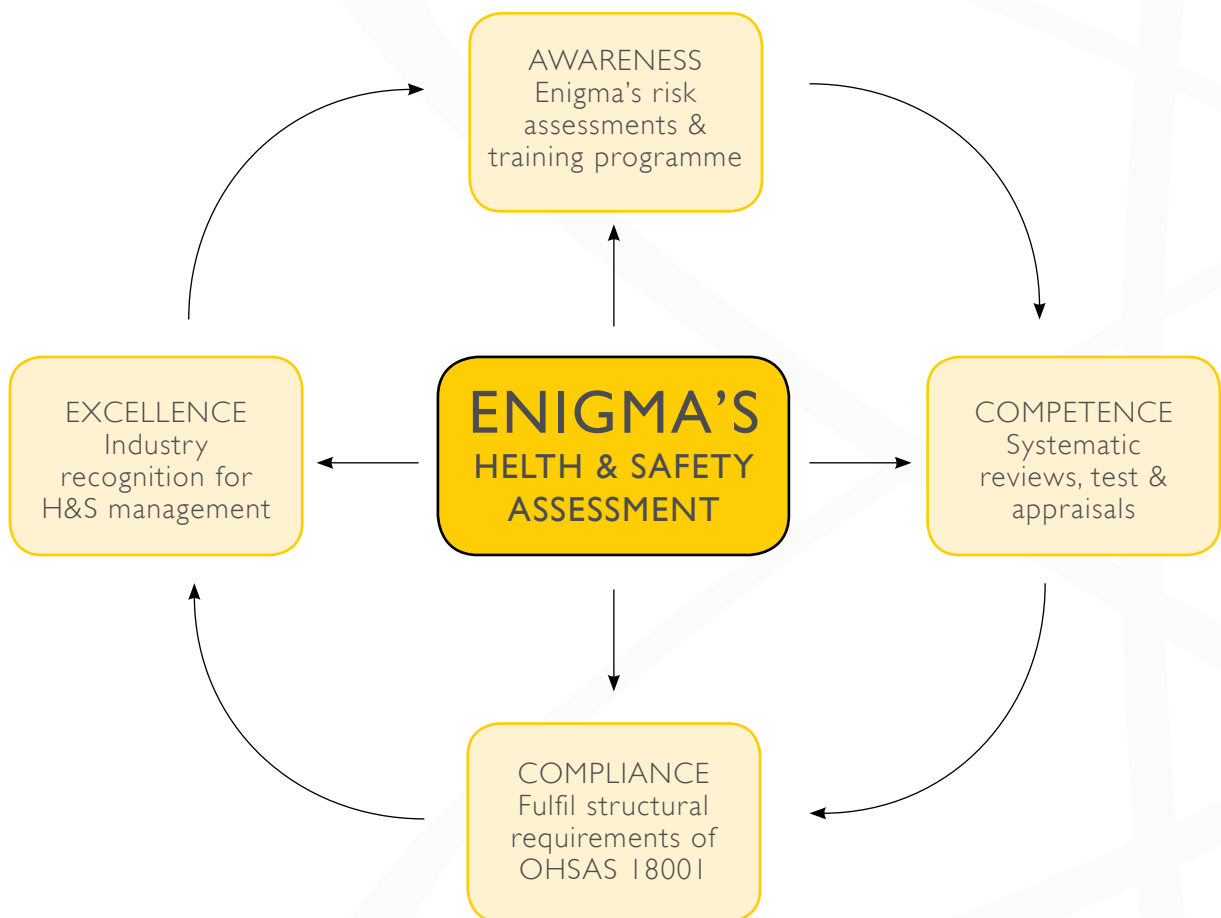 AWARENESS
Enigma’s risk
assessments &
training programme
EXCELLENCE
Industry
recognition for
H&S management
ENIGMA’S
HELTH & SAFETY
ASSESSMENT
COMPETENCE
Systematic
reviews, test &
appraisals
COMPLIANCE
Fulfil structural
requirements of
OHSAS 18001